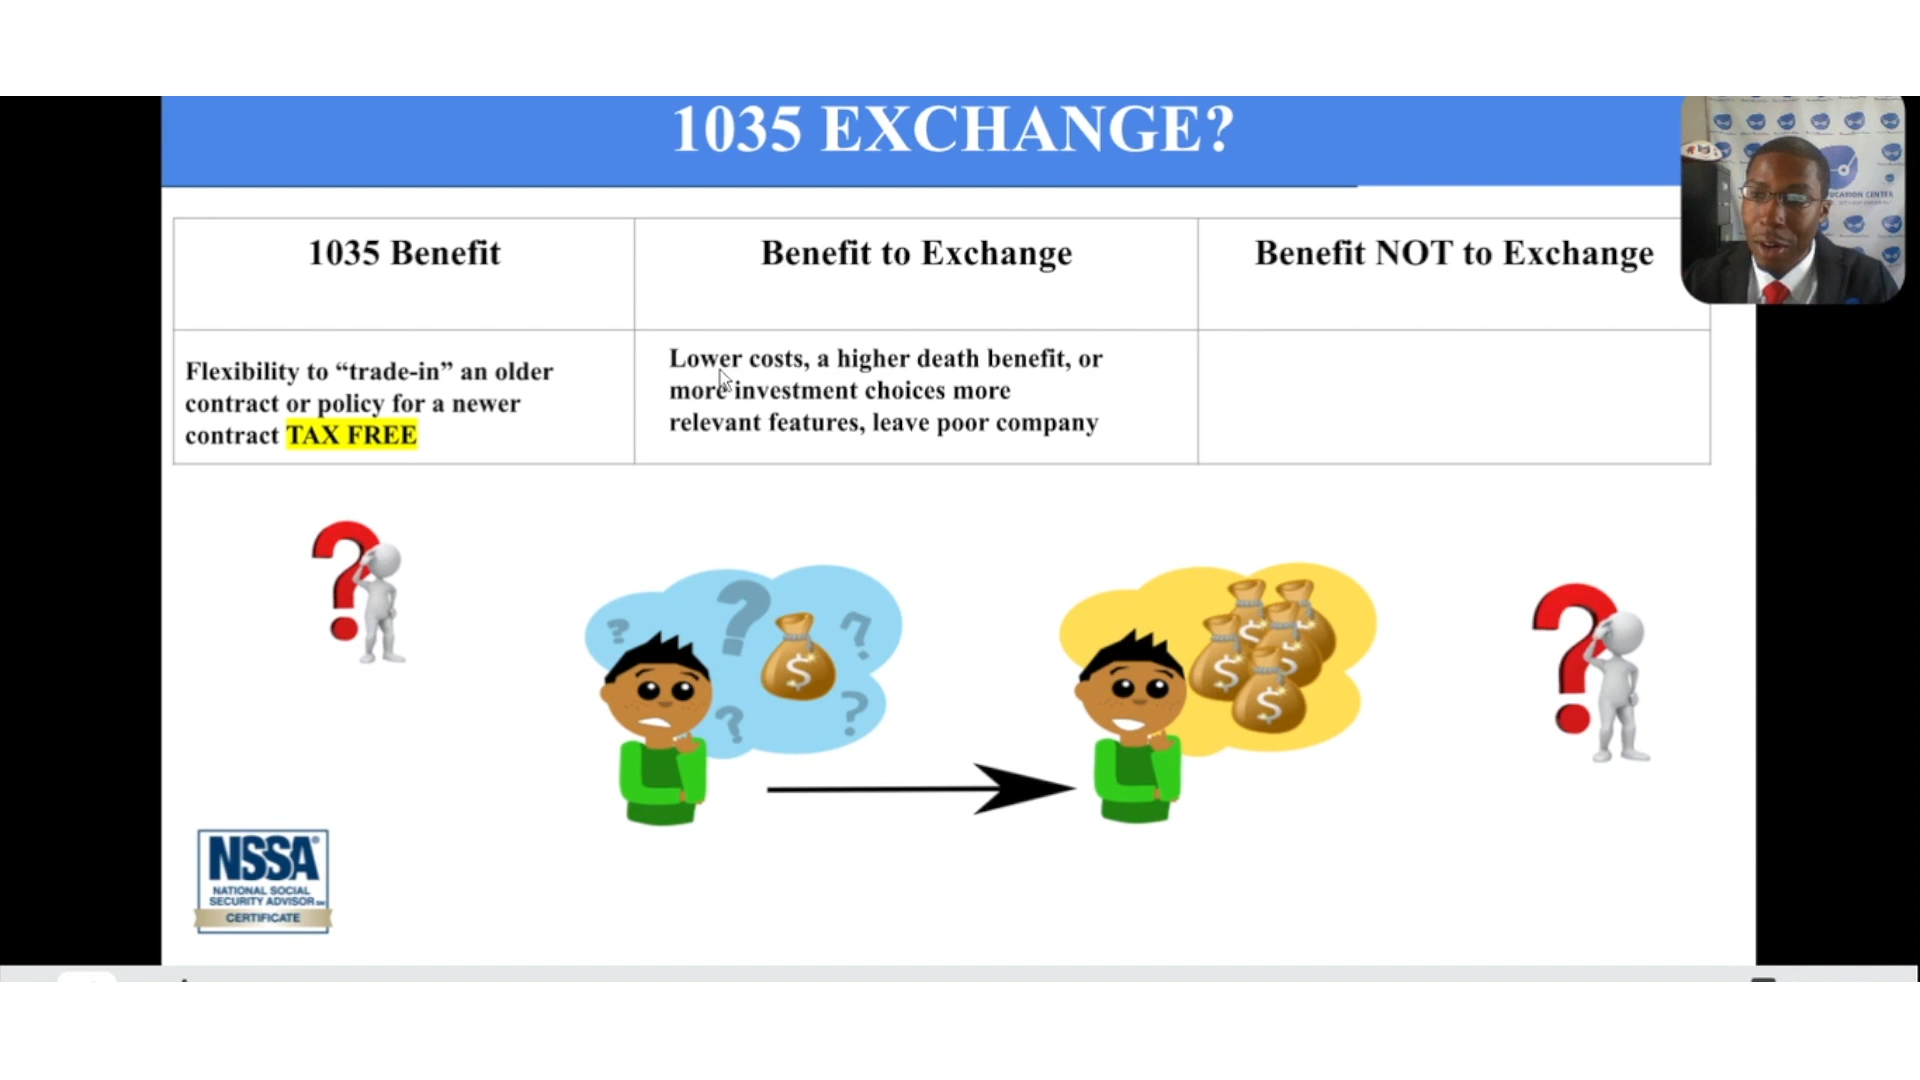 1035 EXCHANGE?
1035 Benefit
Benefit to Exchange
Benefit NOT to Exchange
Flexibility to “trade-in” an older
contract or policy for a newer
contract TAX FREE
Lower costs, a higher death benefit, or
more investment choices more
relevant features, leave poor company
?
?
?
?
?
$
$
$
$
$
?
?
NSSA®
NATIONAL SOCIAL
SECURITY ADVISOR
CERTIFICATE
EDUCATION CENTER